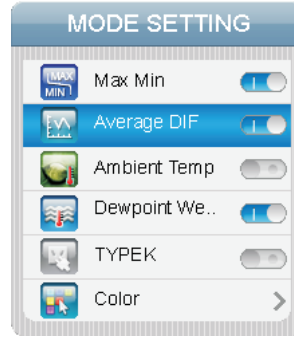 MODE SETTING
MAX
MIN
Max Min
Average DIF
Ambient Temp
Dewpoint We..
TYPEK
Color